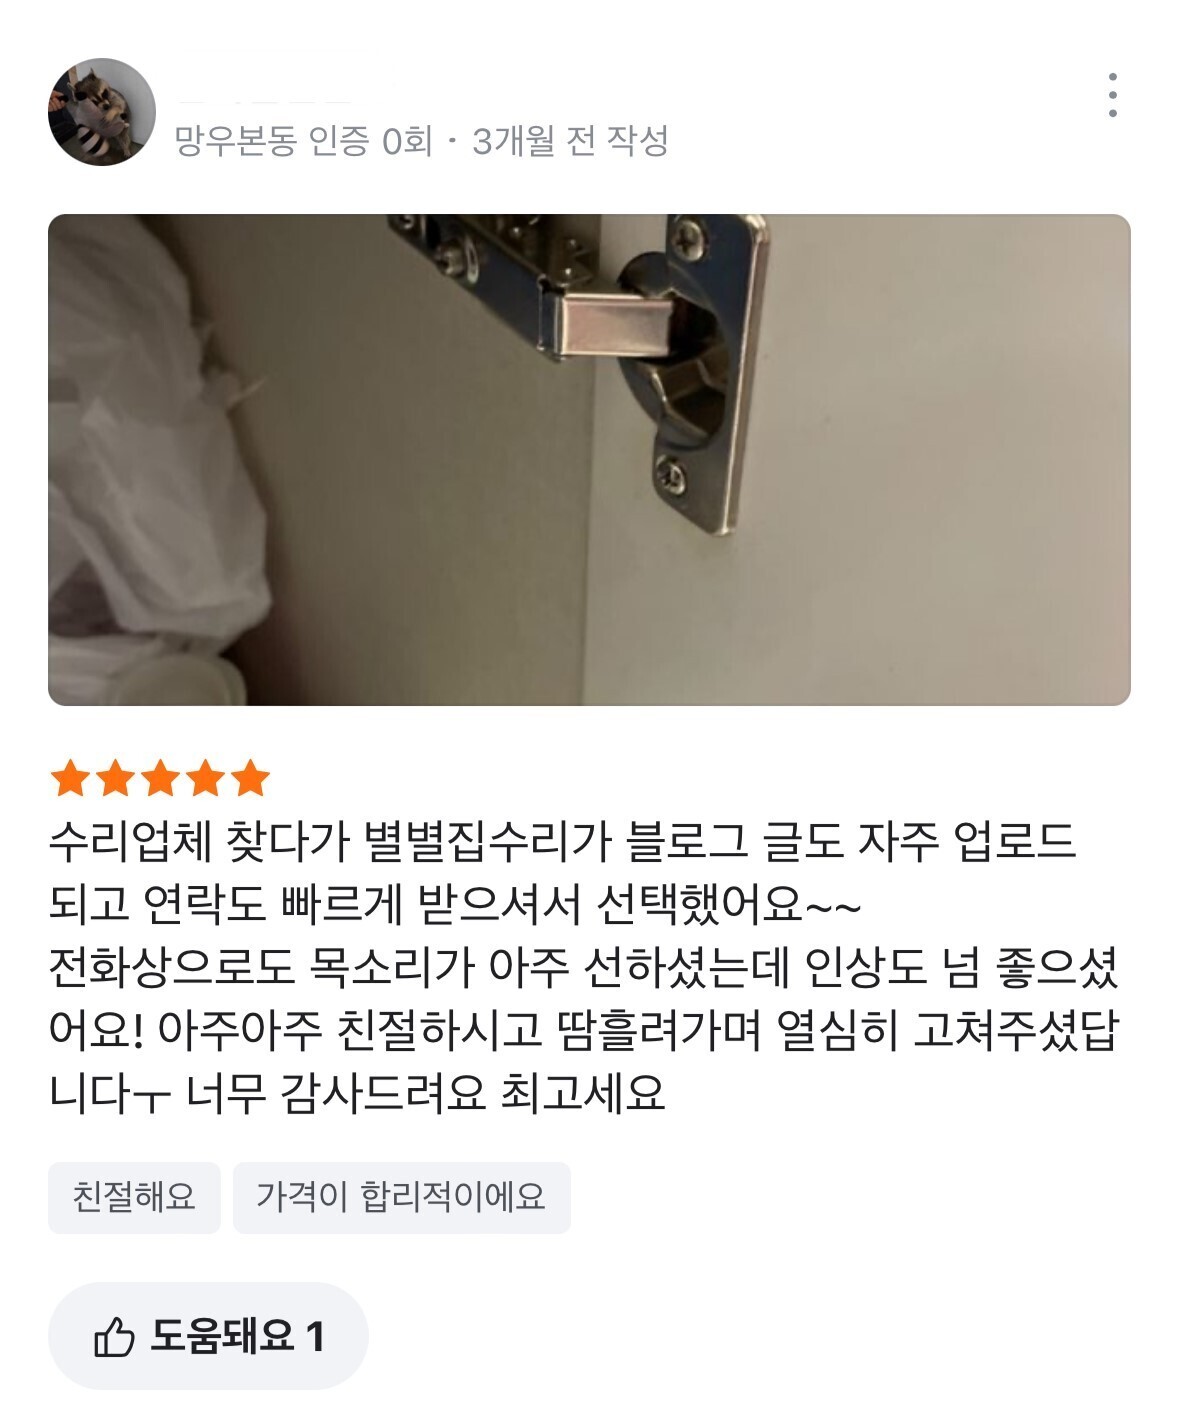 망우본동 인증 0회 · 3개월 전 작성
수리업체 찾다가 별별집수리가 블로그 글도 자주 업로드
되고 연락도 빠르게 받으셔서 선택했어요~~
전화상으로도 목소리가 아주 선하셨는데 인상도 넘 좋으셨
어요! 아주아주 친절하시고 땀흘려가며 열심히 고쳐주셨답
니다ㅜ 너무 감사드려요 최고세요
친절해요
가격이 합리적이에요
도움돼요 1